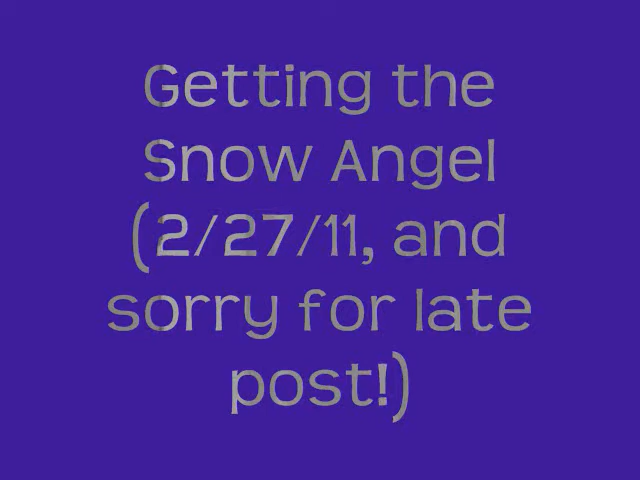 Getting the
Snow Angel
(2/27/11, and
sorry for late
post!)